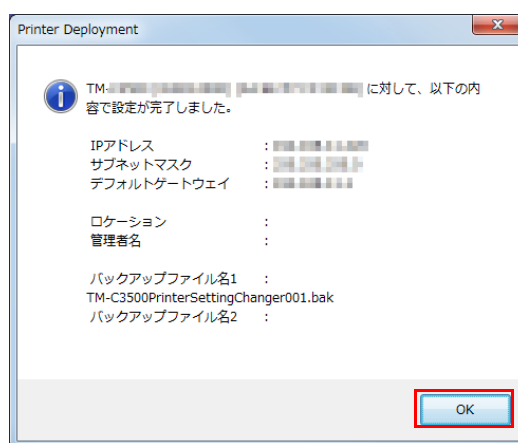 Printer Deployment
TM- に対して、以下の内
容で設定が完了しました。
IPアドレス :
サブネットマスク :
デフォルトゲートウェイ :
ロケーション :
管理者名 :
バックアップファイル名1 :
TM-C3500PrinterSettingChanger001.bak
バックアップファイル名2 :
OK